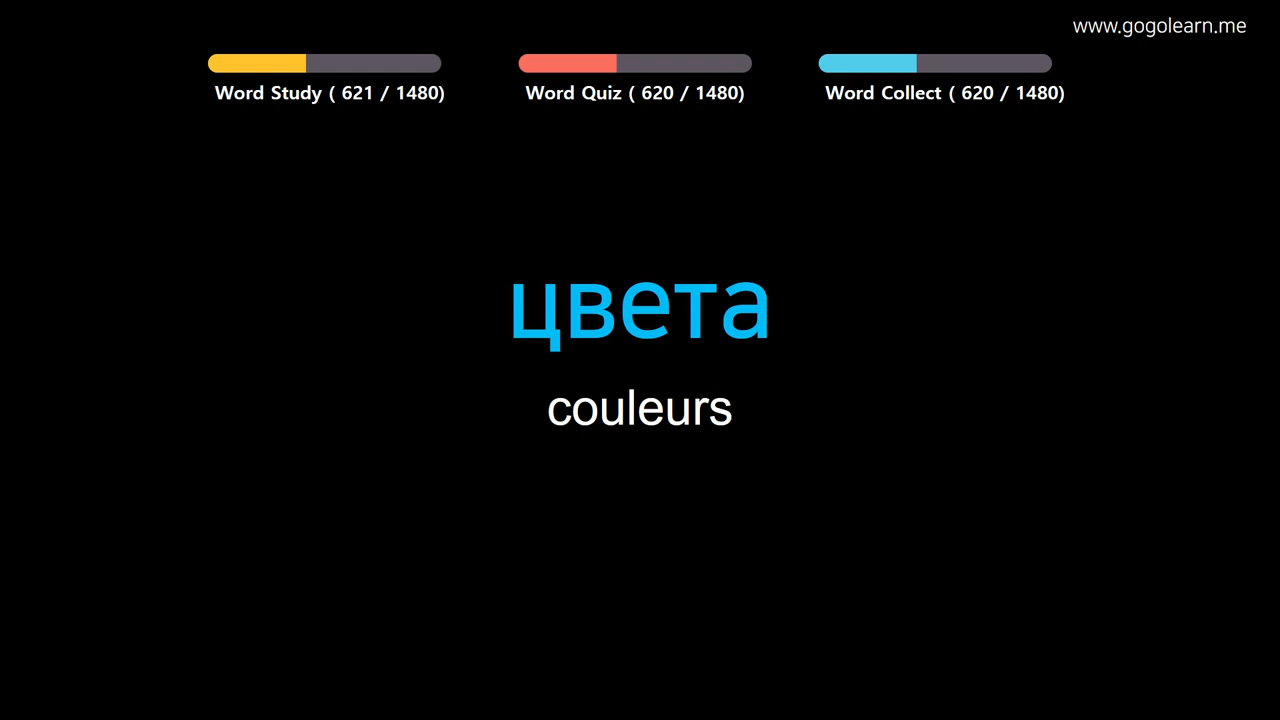 www.gogolearn.me
Word Study ( 621 / 1480)
Word Quiz ( 620 / 1480)
Word Collect ( 620 / 1480)
цвета
couleurs